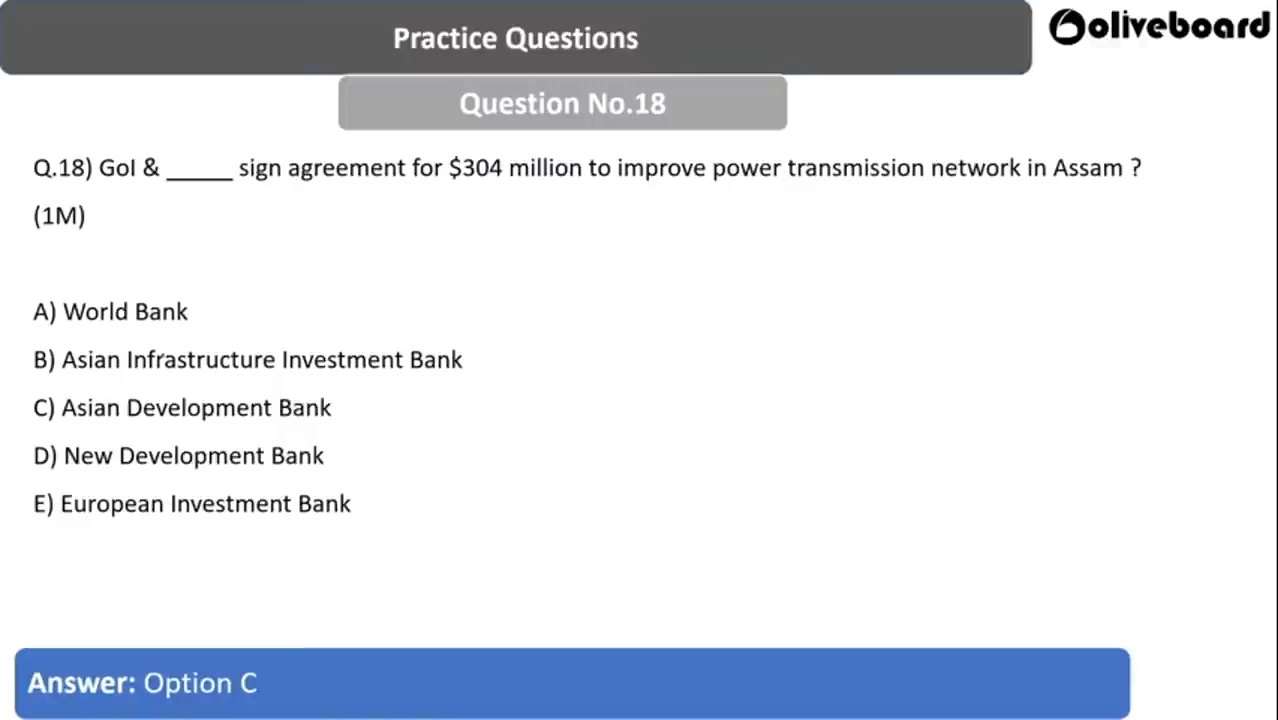 Practice Questions
oliveboard
Question No.18
Q.18) GoI & _____ sign agreement for $304 million to improve power transmission network in Assam ?
(1M)
A) World Bank
B) Asian Infrastructure Investment Bank
C) Asian Development Bank
D) New Development Bank
E) European Investment Bank
Answer: Option C